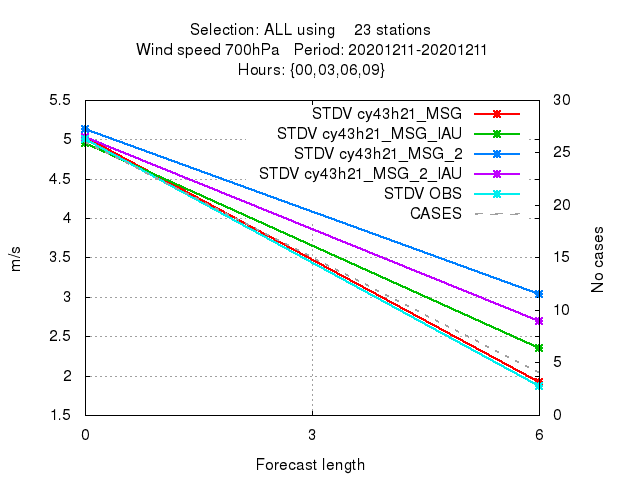 Selection: ALL using 23 stations
Wind speed 700hPa Period: 20201211-20201211
Hours: {00,03,06,09}
5.5
5
4.5
4
3.5
3
2.5
2
1.5
m/s
STDV cy43h21_MSG
STDV cy43h21_MSG_IAU
STDV cy43h21_MSG_2
STDV cy43h21_MSG_2_IAU
STDV OBS
CASES
30
25
20
15
10
5
0
No cases
0 3 6
Forecast length